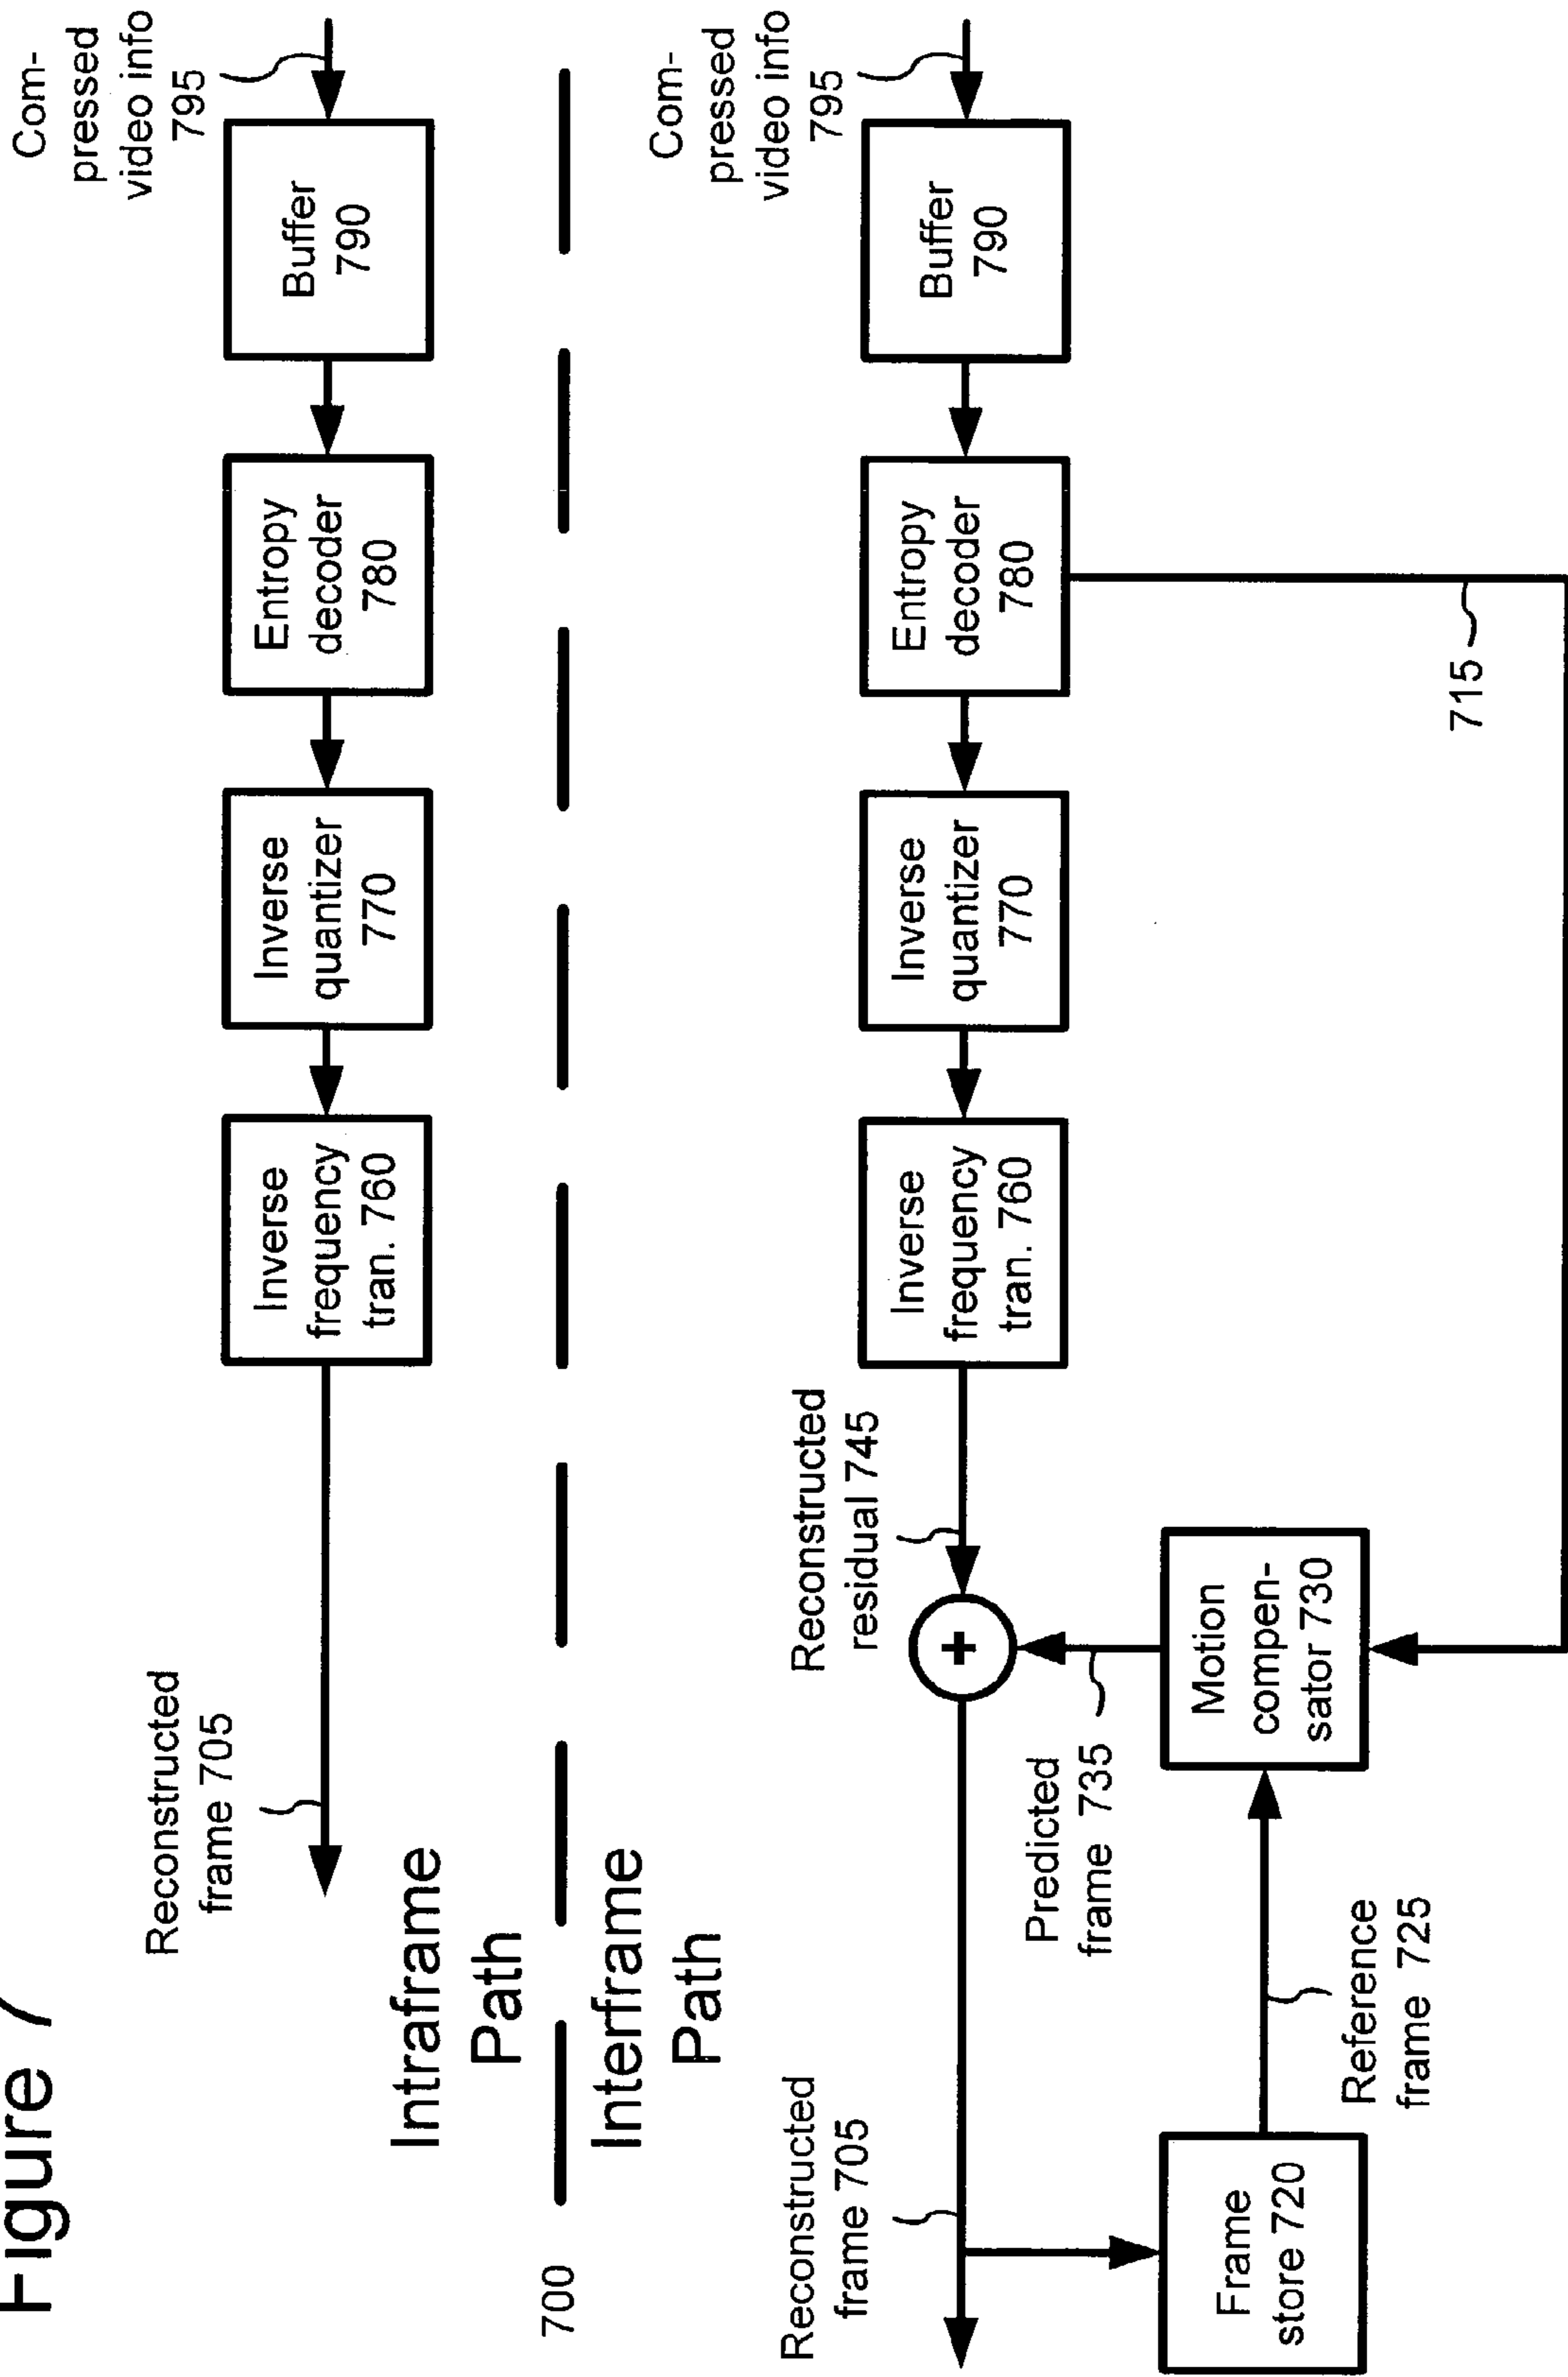 Figure 7
Reconstructed
frame 705
Inverse
frequency
tran. 760
Inverse
quantizer
770
Entropy
decoder
780
Buffer
790
Com-
pressed
video info
795
Intraframe
Path
700
Interframe
Path
Reconstructed
frame 705
Reconstructed
residual 745
+
Inverse
frequency
tran. 760
Inverse
quantizer
770
Entropy
decoder
780
Buffer
790
Com-
pressed
video info
795
Predicted
frame 735
Frame
store 720
Reference
frame 725
Motion
compen-
sator 730
715